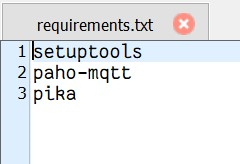 requirements.txt
1 setuptools
2 paho-mqtt
3 pika